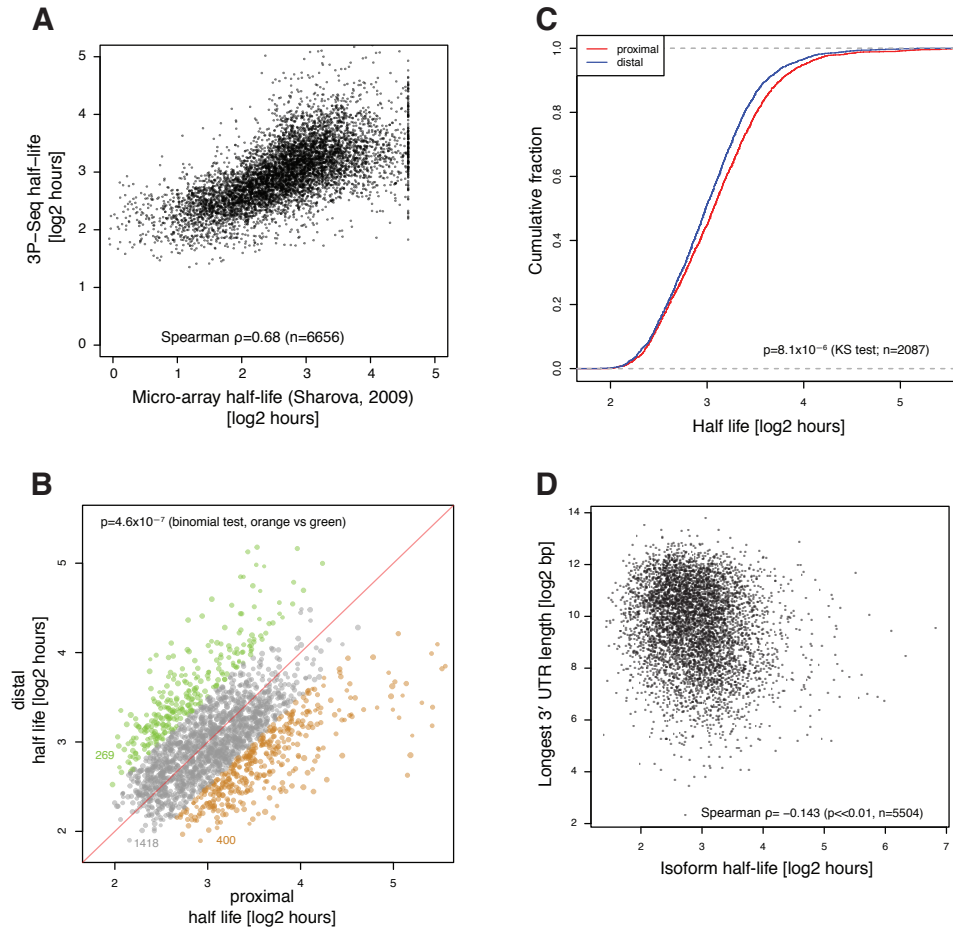 A
3P−Seq half−life
[log2 hours]
5
4
3
2
1
0
Spearman ρ=0.68 (n=6656)
0 1 2 3 4 5
Micro-array half-life (Sharova, 2009)
[log2 hours]
C
Cumulative fraction
1.0
0.8
0.6
0.4
0.2
0.0
proximal
distal
p=8.1x10⁻⁶ (KS test; n=2087)
2 3 4 5
Half life [log2 hours]
B
distal
half life [log2 hours]
5
4
3
2
p=4.6x10⁻⁷ (binomial test, orange vs green)
269
1418
400
2 3 4 5
proximal
half life [log2 hours]
D
Longest 3′ UTR length [log2 bp]
14
12
10
8
6
4
2
Spearman ρ= −0.143 (p<<0.01, n=5504)
2 3 4 5 6 7
Isoform half-life [log2 hours]